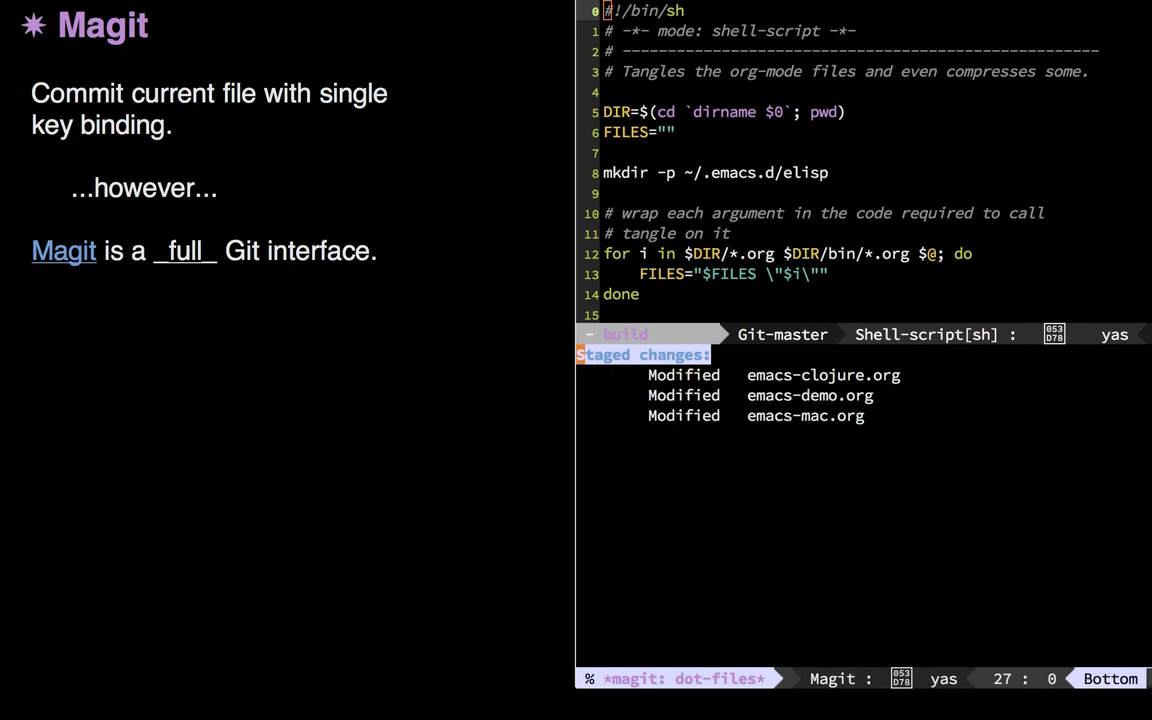 ✷ Magit
Commit current file with single
key binding.
...however...
Magit is a _full_ Git interface.
0 #!/bin/sh
1 # -*- mode: shell-script -*-
2 # -----------------------------------------------------
3 # Tangles the org-mode files and even compresses some.
4
5 DIR=$(cd `dirname $0`; pwd)
6 FILES=""
7
8 mkdir -p ~/.emacs.d/elisp
9
10 # wrap each argument in the code required to call
11 # tangle on it
12 for i in $DIR/*.org $DIR/bin/*.org $@; do
13 FILES="$FILES \"$i\""
14 done
15
- build Git-master Shell-script[sh] : 053D78 yas
Staged changes:
Modified emacs-clojure.org
Modified emacs-demo.org
Modified emacs-mac.org
% *magit: dot-files* Magit : 053D78 yas 27 : 0 Bottom